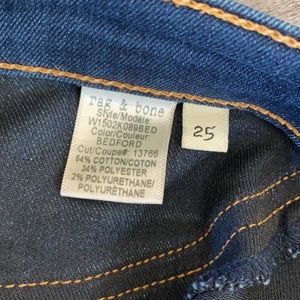 rag & bone
Style/Modèle
W1502K089BED
Color/Couleur:
BEDFORD
Cut/Coupe#: 13766
64% COTTON/COTON
34% POLYESTER
2% POLYURETHANE/
POLYURÉTHANE
25